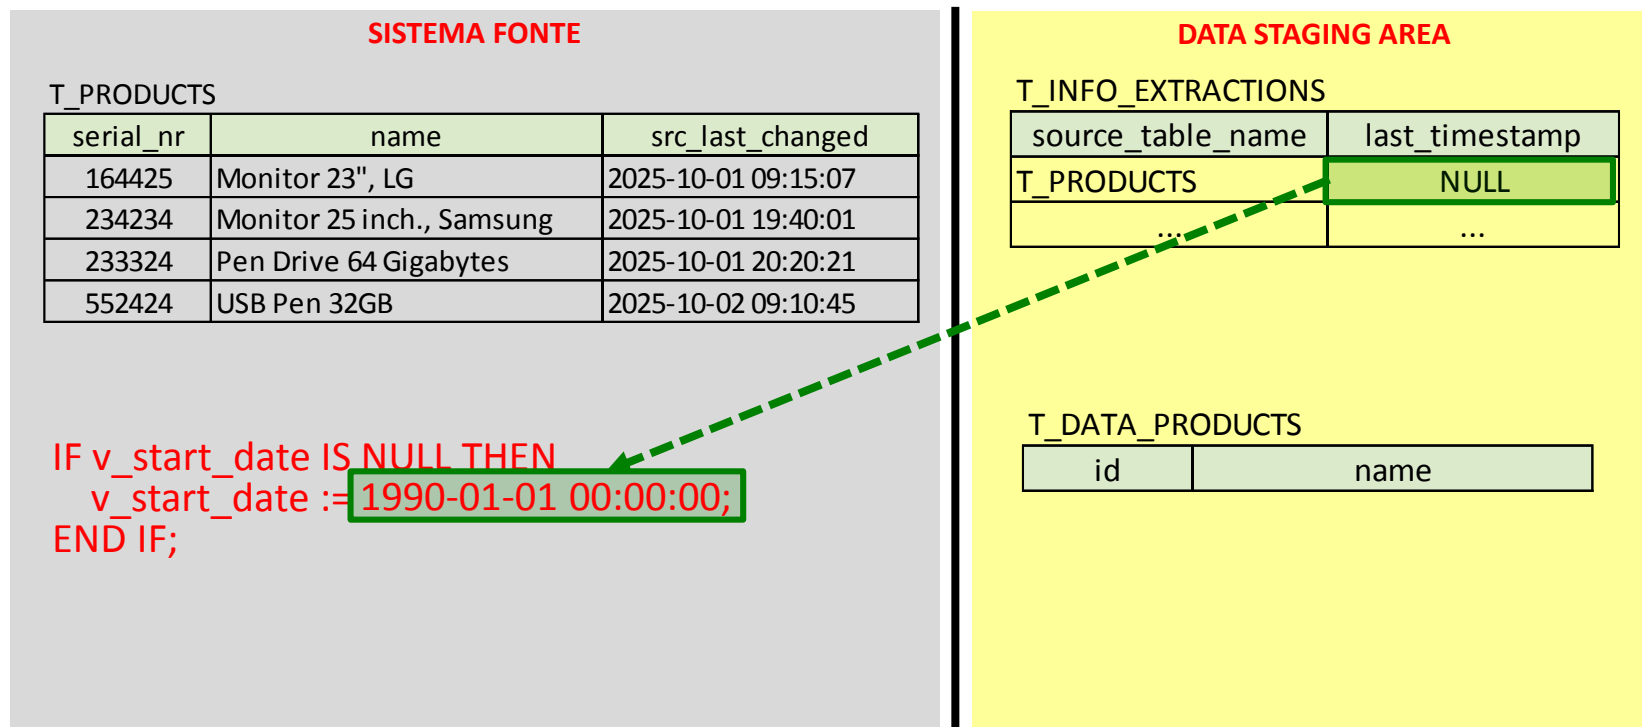 SISTEMA FONTE
T_PRODUCTS
serial_nr name src_last_changed
164425 Monitor 23", LG 2025-10-01 09:15:07
234234 Monitor 25 inch., Samsung 2025-10-01 19:40:01
233324 Pen Drive 64 Gigabytes 2025-10-01 20:20:21
552424 USB Pen 32GB 2025-10-02 09:10:45
IF v_start_date IS NULL THEN
v_start_date := 1990-01-01 00:00:00;
END IF;
DATA STAGING AREA
T_INFO_EXTRACTIONS
source_table_name last_timestamp
T_PRODUCTS NULL
... ...
T_DATA_PRODUCTS
id name